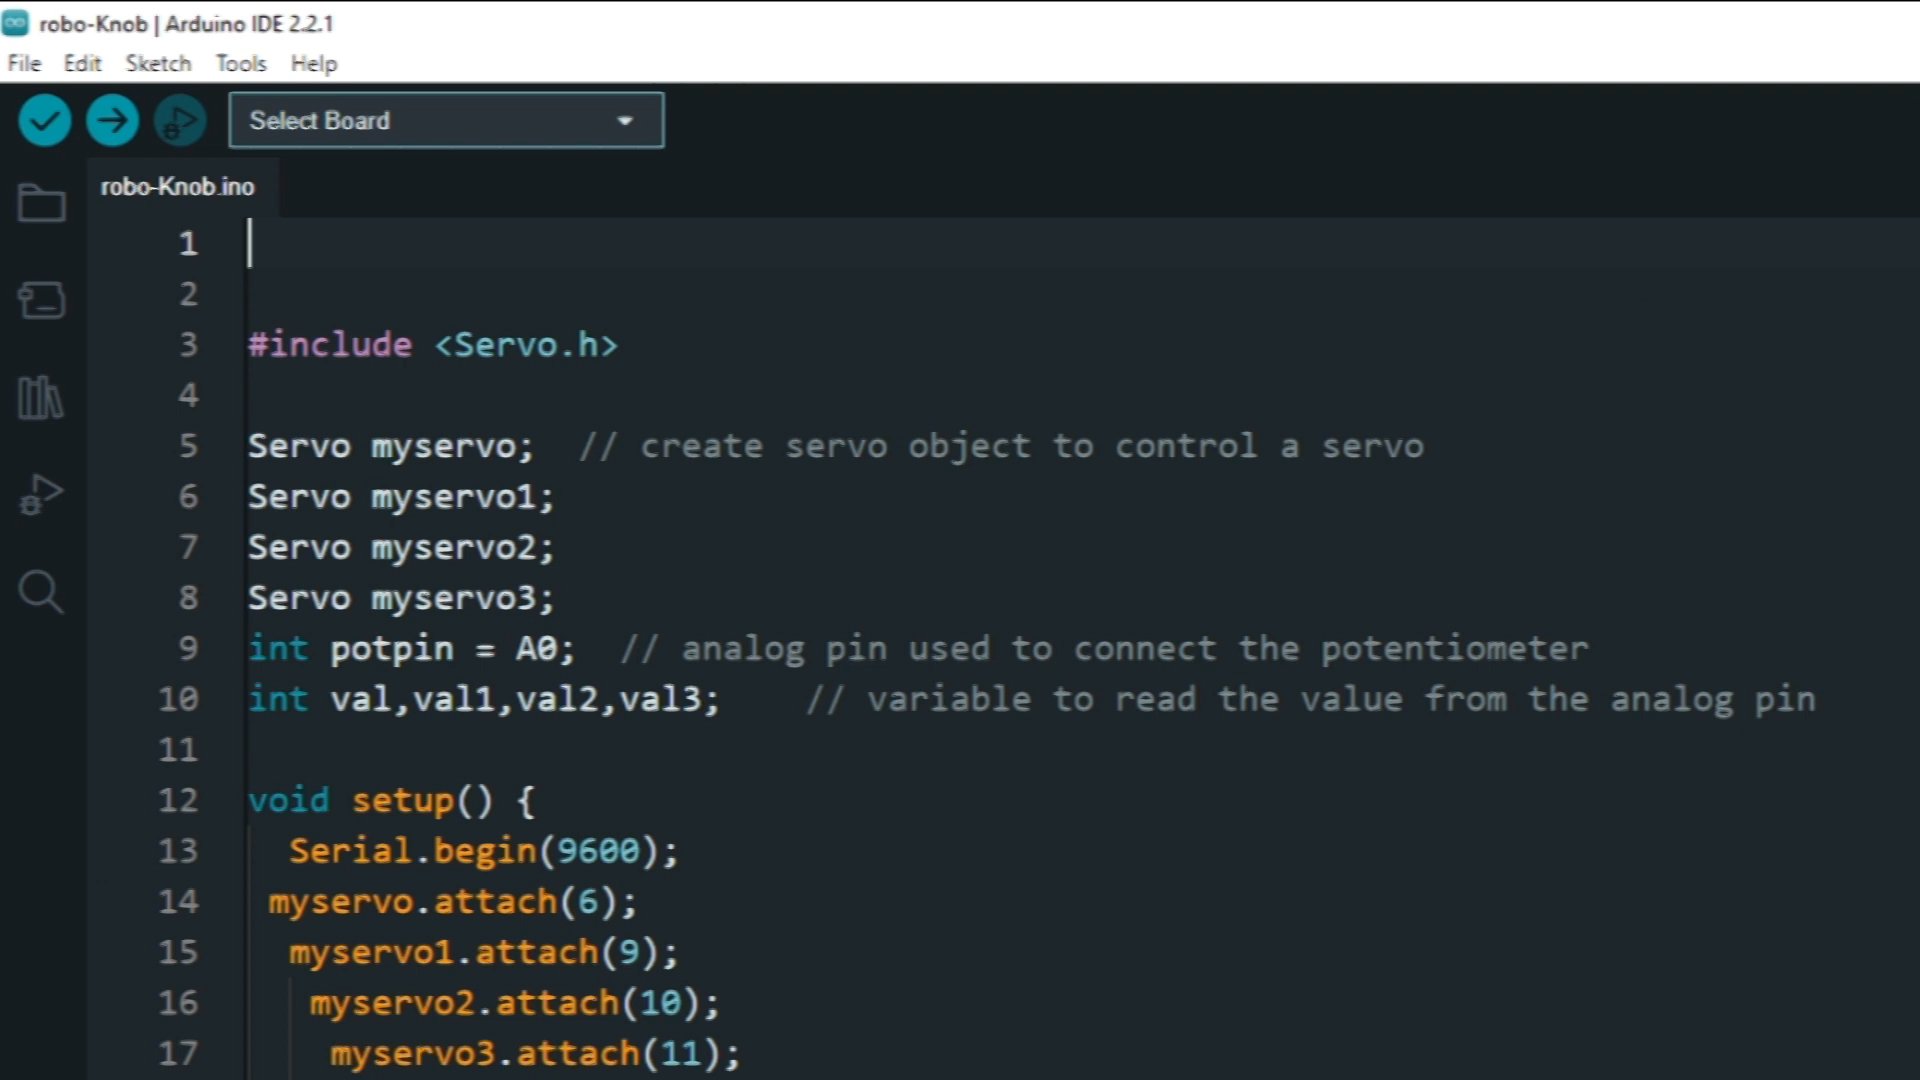 robo-Knob | Arduino IDE 2.2.1
File Edit Sketch Tools Help
Select Board
robo-Knob.ino
1
2
3 #include <Servo.h>
4
5 Servo myservo;  // create servo object to control a servo
6 Servo myservo1;
7 Servo myservo2;
8 Servo myservo3;
9 int potpin = A0;  // analog pin used to connect the potentiometer
10 int val,val1,val2,val3;    // variable to read the value from the analog pin
11
12 void setup() {
13   Serial.begin(9600);
14  myservo.attach(6);
15   myservo1.attach(9);
16    myservo2.attach(10);
17     myservo3.attach(11);